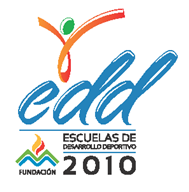 edd
ESCUELAS DE
DESARROLLO DEPORTIVO
FUNDACIÓN 2010